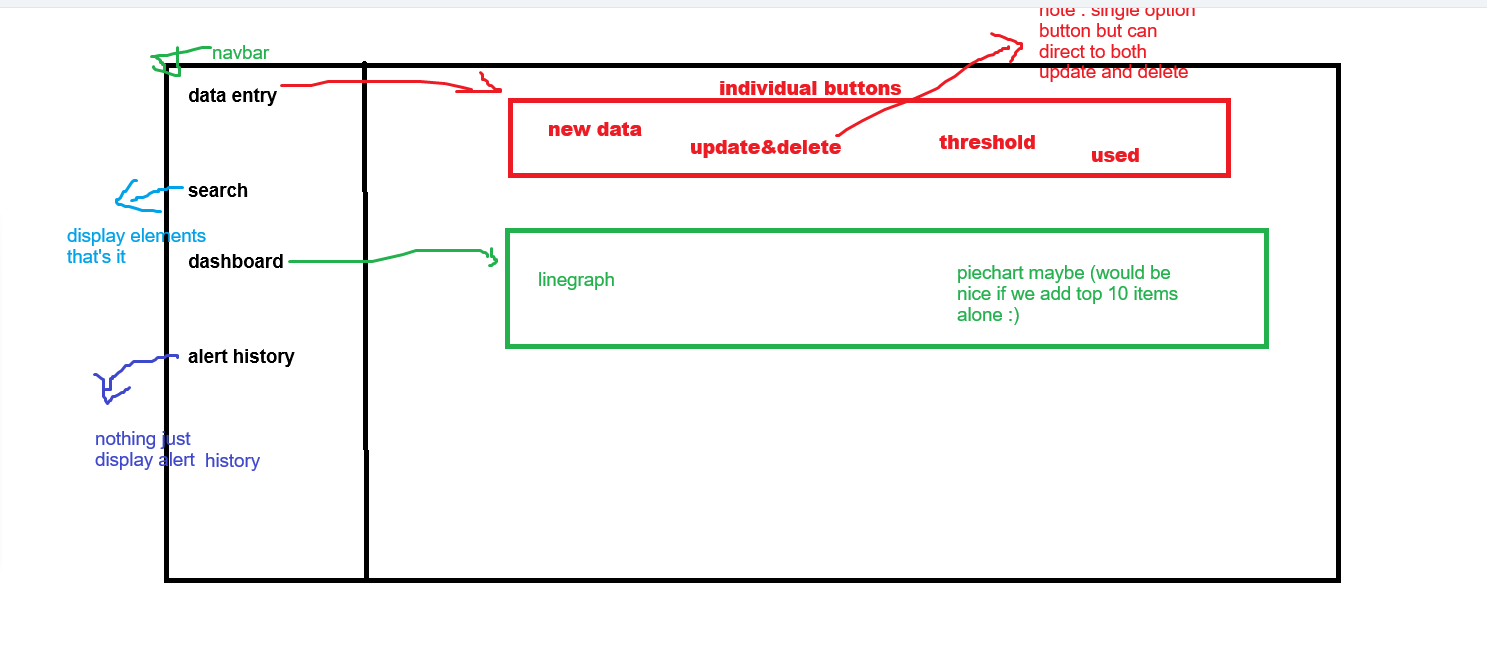 note : single option
button but can
direct to both
update and delete
navbar
data entry
individual buttons
new data
update&delete
threshold
used
search
display elements
that's it
dashboard
linegraph
piechart maybe (would be
nice if we add top 10 items
alone :)
alert history
nothing just
display alert history